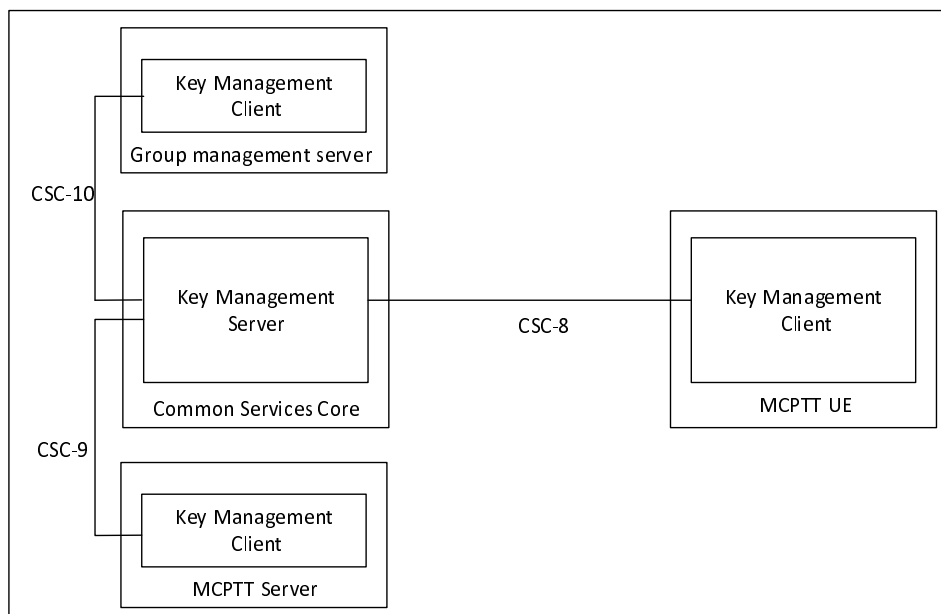 Key Management
Client
Group management server
CSC-10
Key Management
Server
Common Services Core
CSC-8
Key Management
Client
MCPTT UE
CSC-9
Key Management
Client
MCPTT Server